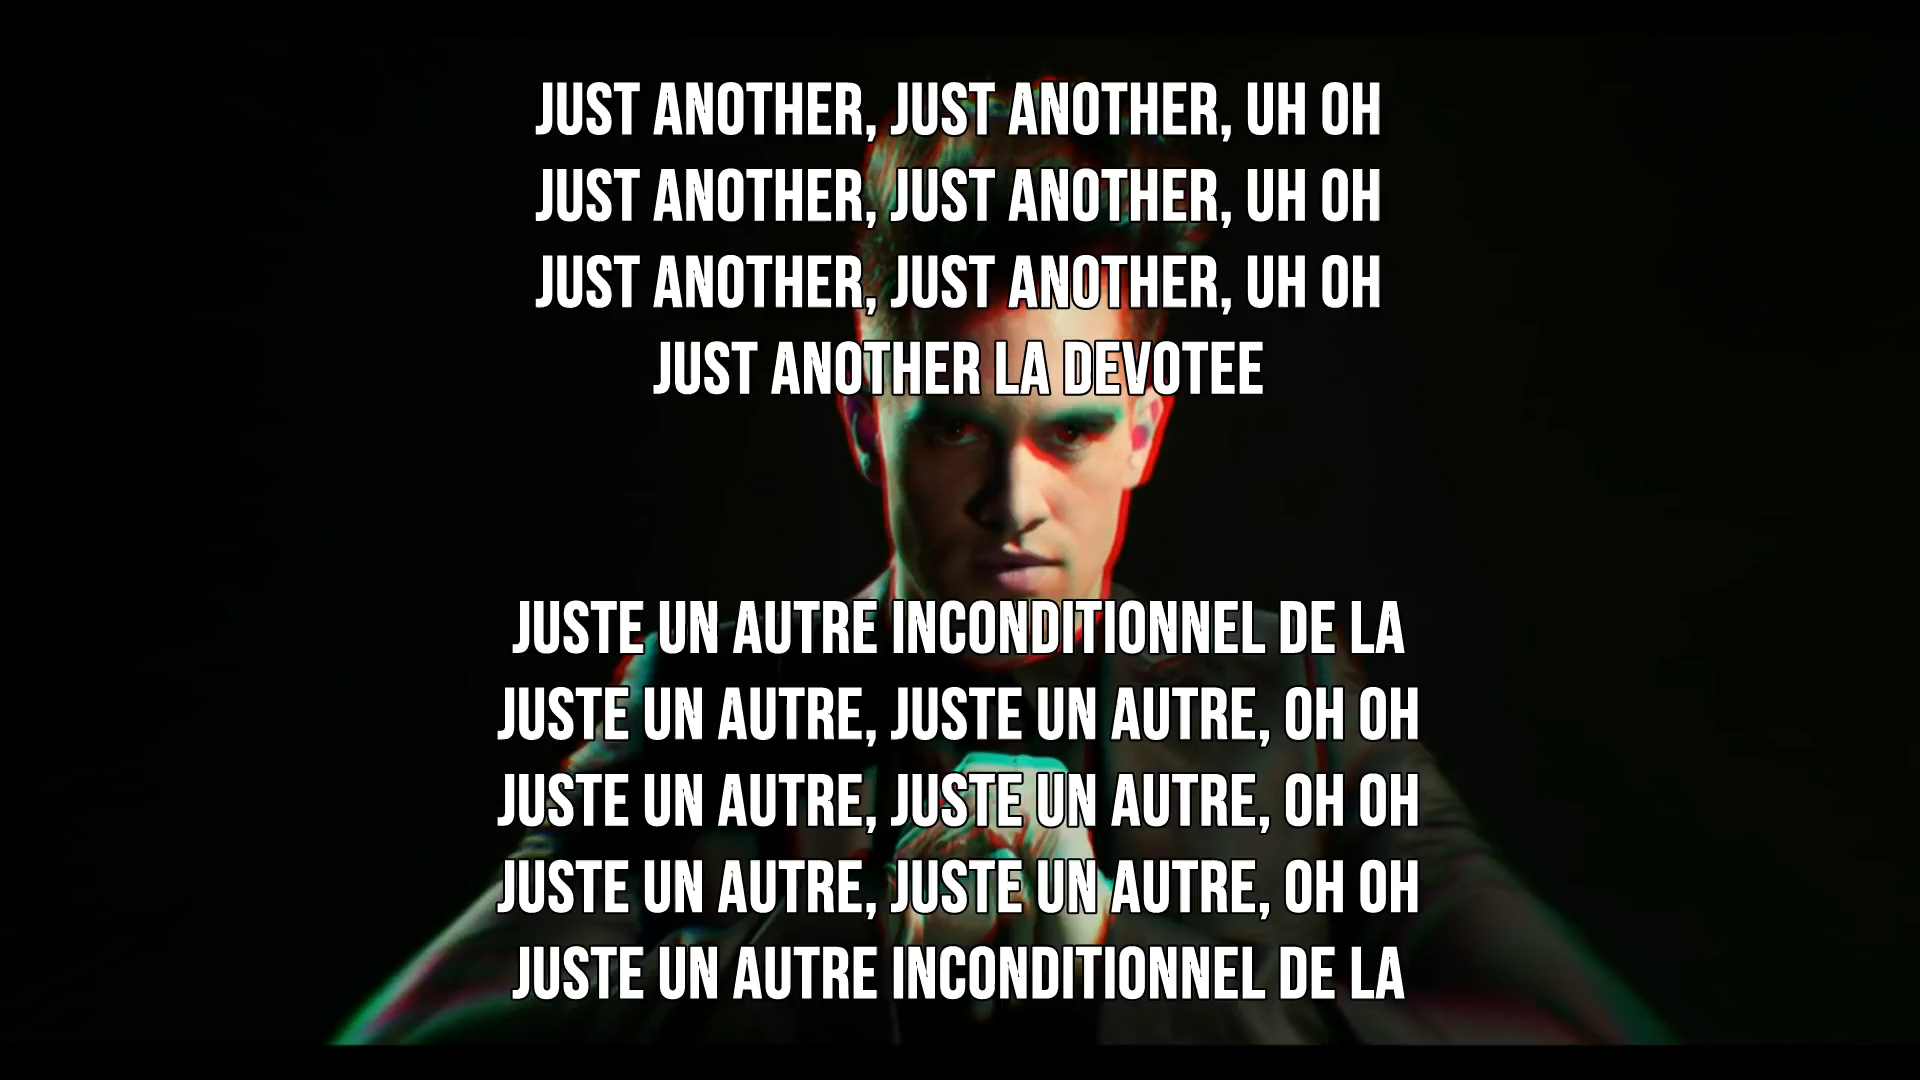 JUST ANOTHER, JUST ANOTHER, UH OH
JUST ANOTHER, JUST ANOTHER, UH OH
JUST ANOTHER, JUST ANOTHER, UH OH
JUST ANOTHER LA DEVOTEE
JUSTE UN AUTRE INCONDITIONNEL DE LA
JUSTE UN AUTRE, JUSTE UN AUTRE, OH OH
JUSTE UN AUTRE, JUSTE UN AUTRE, OH OH
JUSTE UN AUTRE, JUSTE UN AUTRE, OH OH
JUSTE UN AUTRE INCONDITIONNEL DE LA